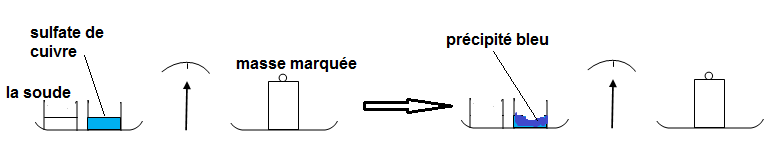 sulfate de
cuivre
la soude
masse marquée
précipité bleu